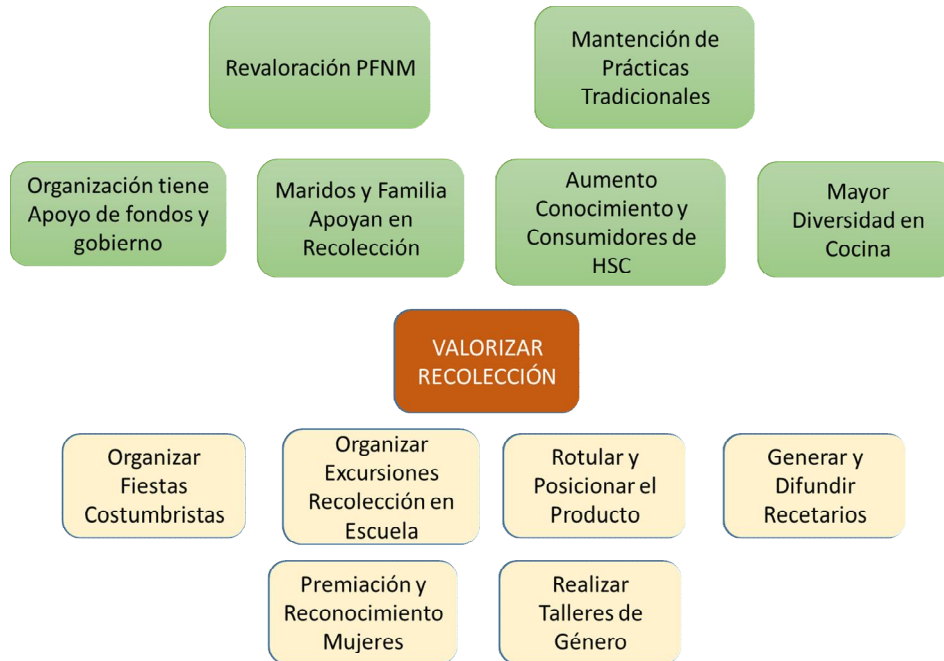 Revaloración PFNM
Mantención de
Prácticas
Tradicionales
Organización tiene
Apoyo de fondos y
gobierno
Maridos y Familia
Apoyan en
Recolección
Aumento
Conocimiento y
Consumidores de
HSC
Mayor
Diversidad en
Cocina
VALORIZAR
RECOLECCIÓN
Organizar
Fiestas
Costumbristas
Organizar
Excursiones
Recolección en
Escuela
Rotular y
Posicionar el
Producto
Generar y
Difundir
Recetarios
Premiación y
Reconocimiento
Mujeres
Realizar
Talleres de
Género